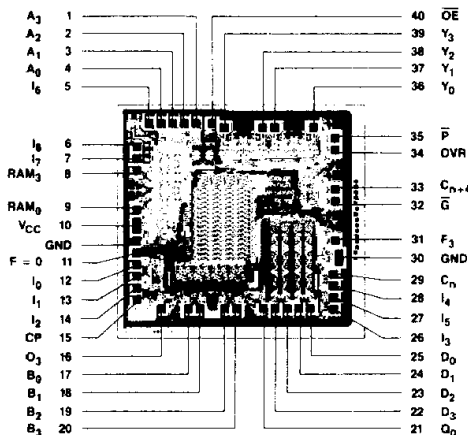 A₃ 1
A₂ 2
A₁ 3
A₀ 4
I₆ 5
I₈ 6
I₇ 7
RAM₃ 8
RAM₀ 9
V_CC 10
GND
F = 0 11
I₀ 12
I₁ 13
I₂ 14
CP 15
O₃ 16
B₀ 17
B₁ 18
B₂ 19
B₃ 20
40 O̅E̅
39 Y₃
38 Y₂
37 Y₁
36 Y₀
35 P̅
34 OVR
33 Cₙ₊₄
32 G̅
31 F₃
30 GND
29 Cₙ
28 I₄
27 I₅
26 I₃
25 D₀
24 D₁
23 D₂
22 D₃
21 Q₀